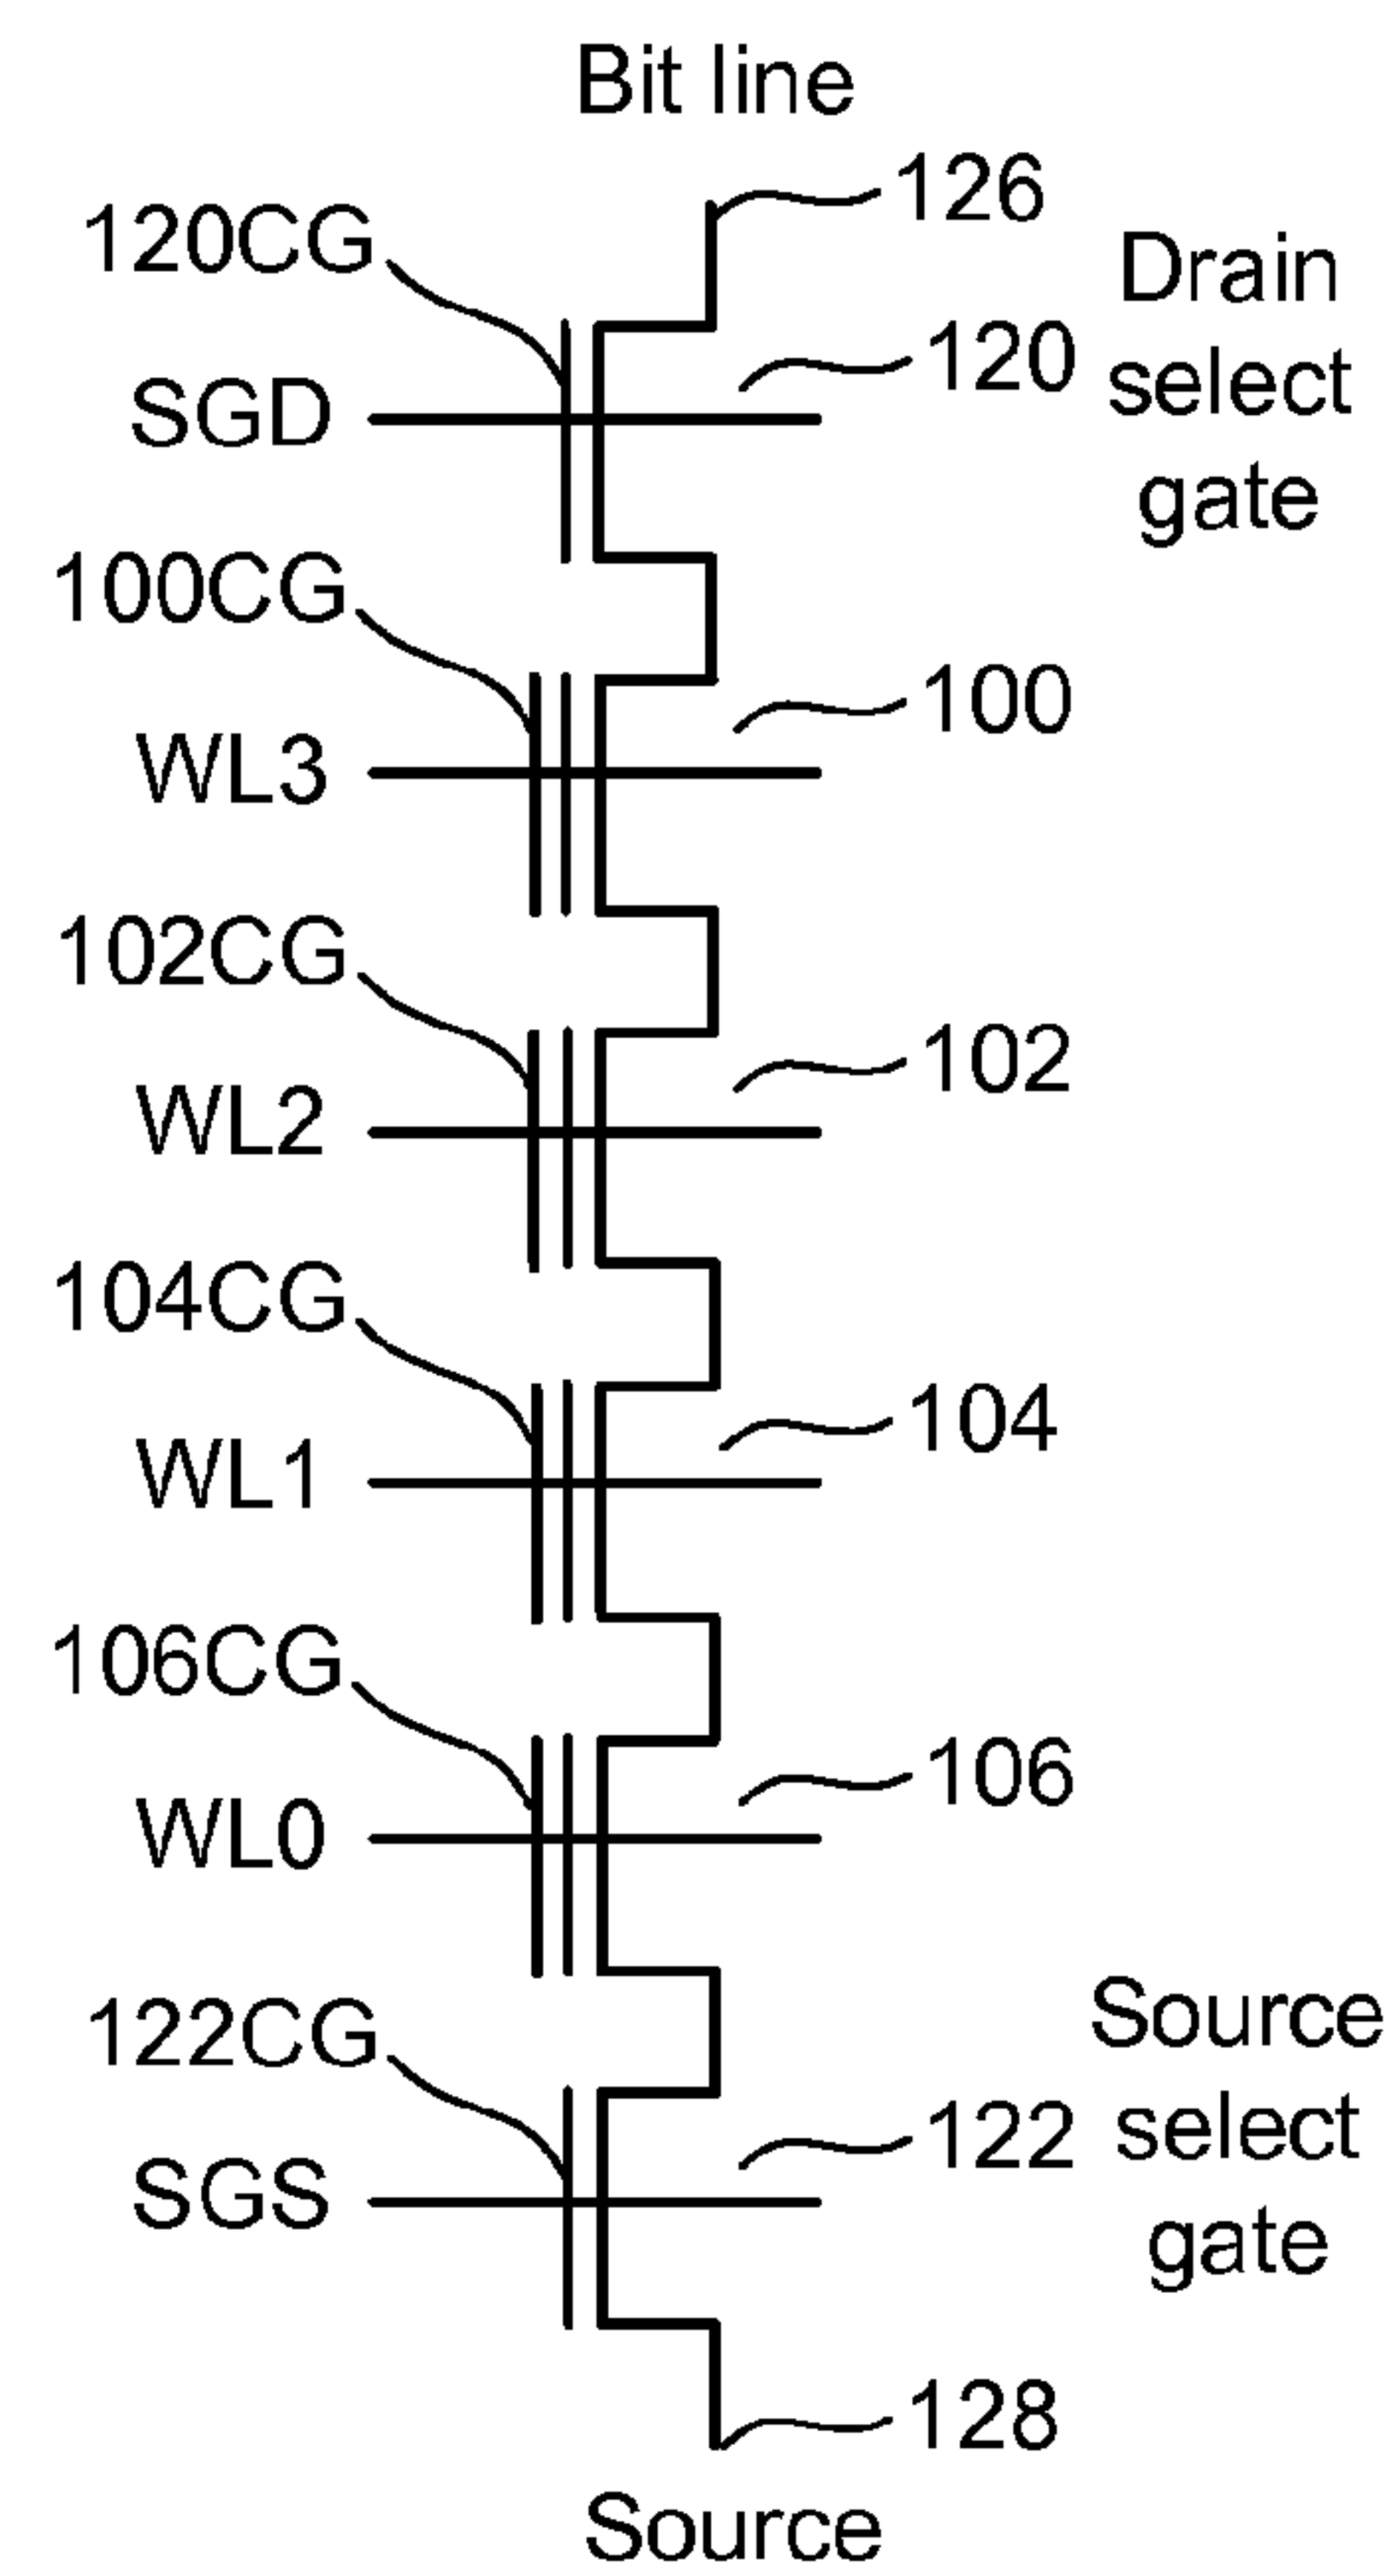 Bit line
126
120CG
Drain
select
gate
120
SGD
100CG
100
WL3
102CG
102
WL2
104CG
104
WL1
106CG
106
WL0
122CG
Source
select
gate
122
SGS
128
Source